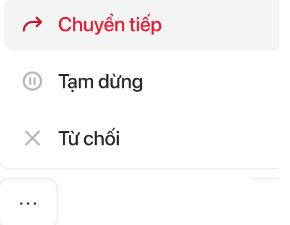 Chuyển tiếp
Tạm dừng
Từ chối
...